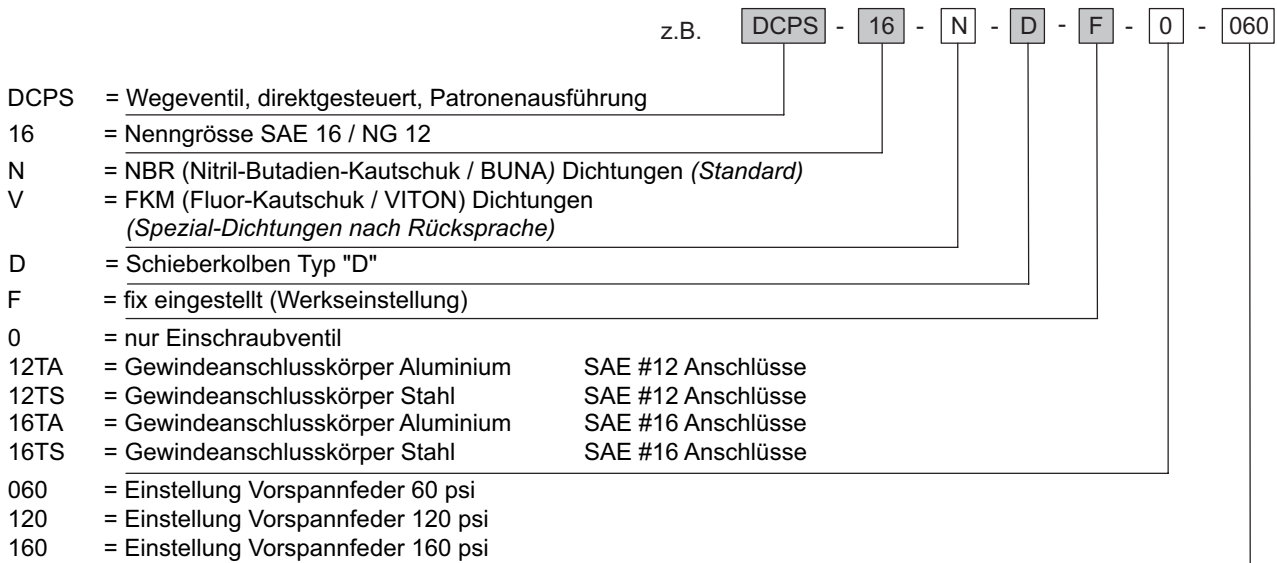 z.B. DCPS - 16 - N - D - F - 0 - 060
DCPS = Wegeventil, direktgesteuert, Patronenausführung
16 = Nenngrösse SAE 16 / NG 12
N = NBR (Nitril-Butadien-Kautschuk / BUNA) Dichtungen (Standard)
V = FKM (Fluor-Kautschuk / VITON) Dichtungen
(Spezial-Dichtungen nach Rücksprache)
D = Schieberkolben Typ "D"
F = fix eingestellt (Werkseinstellung)
0 = nur Einschraubventil
12TA = Gewindeanschlusskörper Aluminium SAE #12 Anschlüsse
12TS = Gewindeanschlusskörper Stahl SAE #12 Anschlüsse
16TA = Gewindeanschlusskörper Aluminium SAE #16 Anschlüsse
16TS = Gewindeanschlusskörper Stahl SAE #16 Anschlüsse
060 = Einstellung Vorspannfeder 60 psi
120 = Einstellung Vorspannfeder 120 psi
160 = Einstellung Vorspannfeder 160 psi